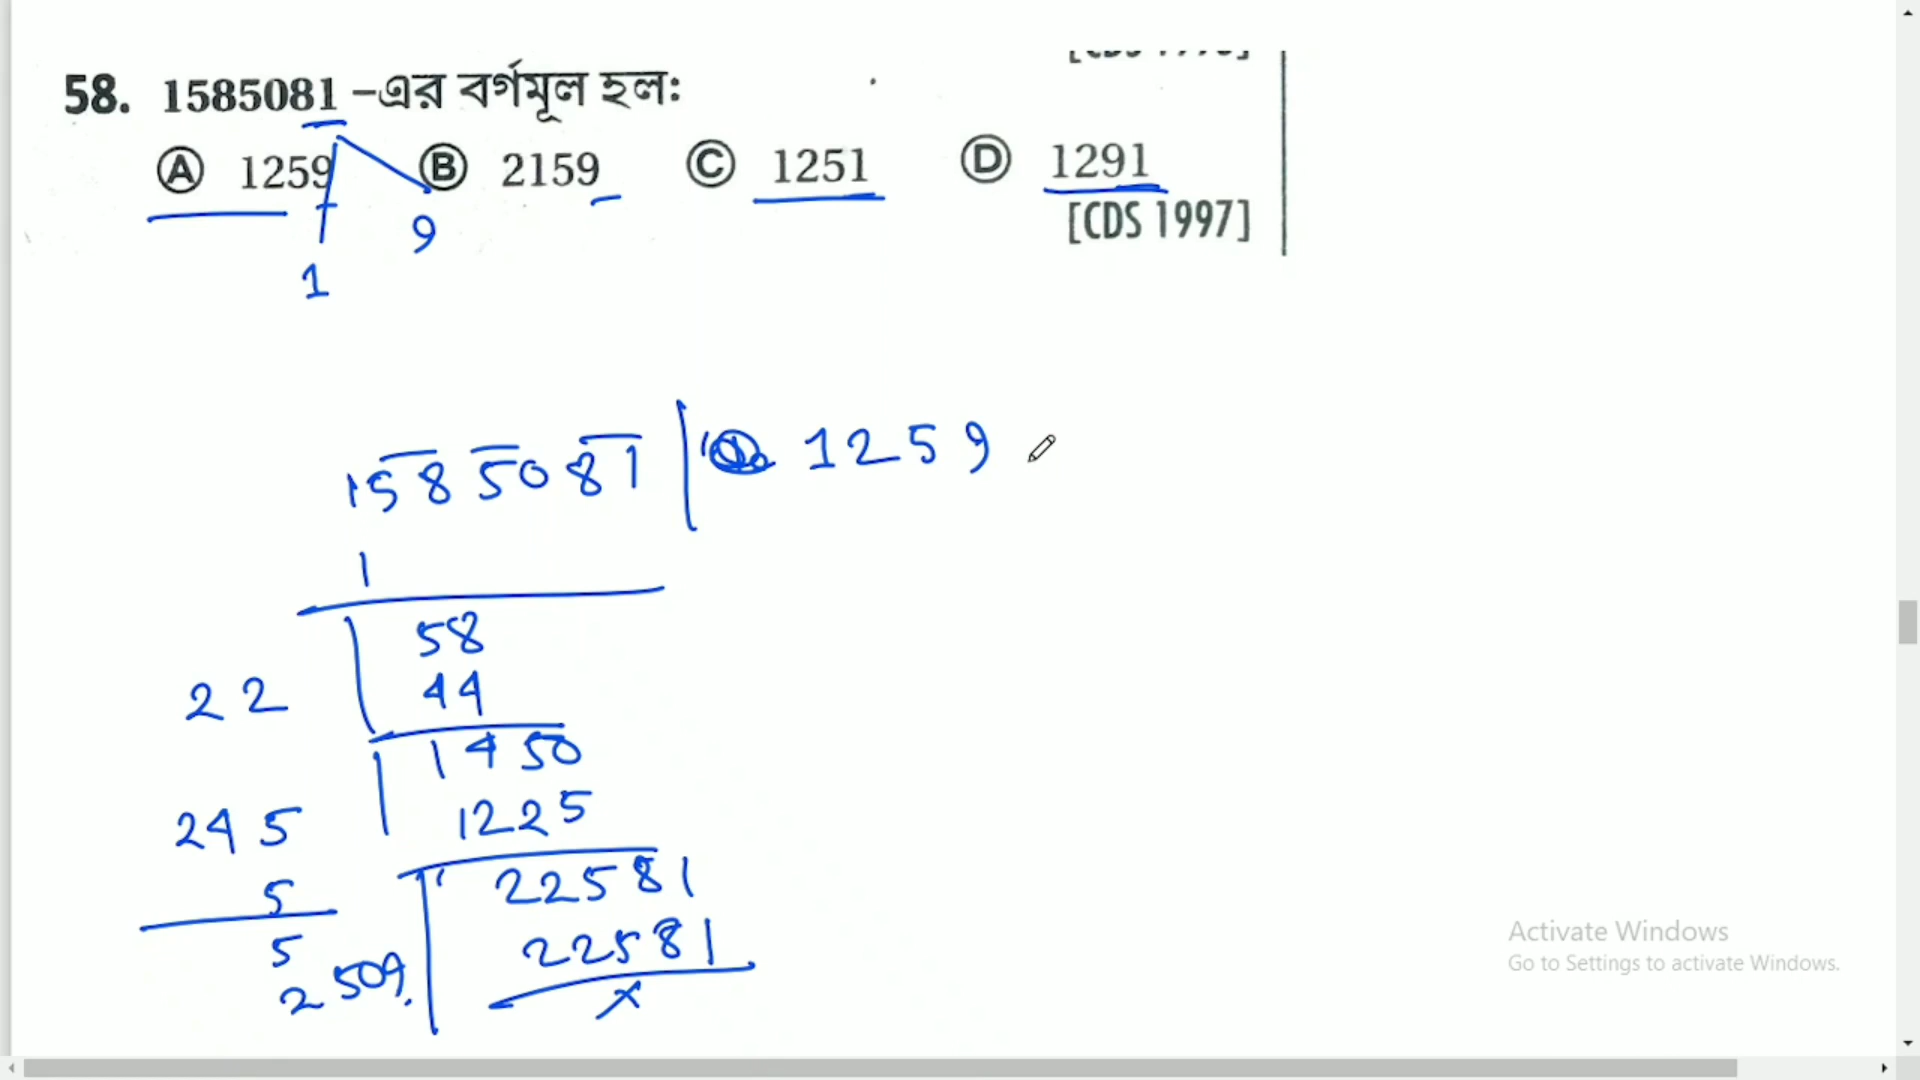 58. 1585081 –এর বর্গমূল হল:
Ⓐ 1259 Ⓑ 2159 Ⓒ 1251 Ⓓ 1291
[CDS 1997]
9
1
1585081 1259
1
58
22 44
1450
245 1225
5 22581
5 22581
2509. x
Activate Windows
Go to Settings to activate Windows.